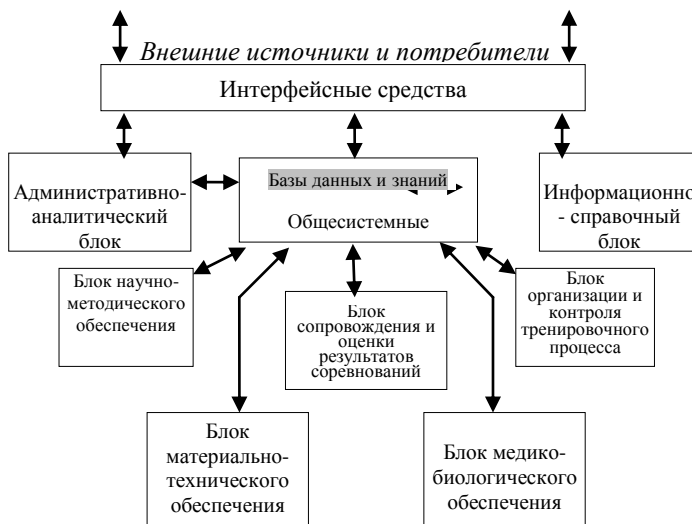 Внешние источники и потребители
Интерфейсные средства
Административно-
аналитический
блок
Базы данных и знаний
Общесистемные
Информационно
- справочный
блок
Блок научно-
методического
обеспечения
Блок
сопровождения и
оценки
результатов
соревнований
Блок
организации и
контроля
тренировочного
процесса
Блок
материально-
технического
обеспечения
Блок медико-
биологического
обеспечения